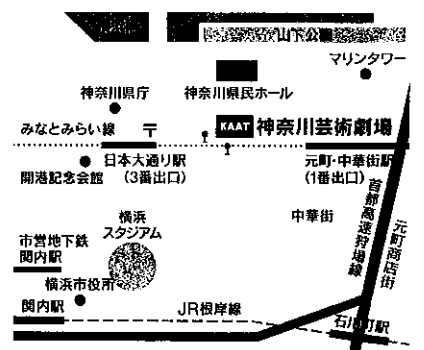 山下公園
マリンタワー
神奈川県庁
神奈川県民ホール
みなとみらい線
〒
KAAT 神奈川芸術劇場
開港記念会館
日本大通り駅
(3番出口)
元町・中華街駅
(1番出口)
横浜
スタジアム
中華街
首都高速狩場線
元町商店街
市営地下鉄
関内駅
横浜市役所
関内駅
JR根岸線
石川町駅